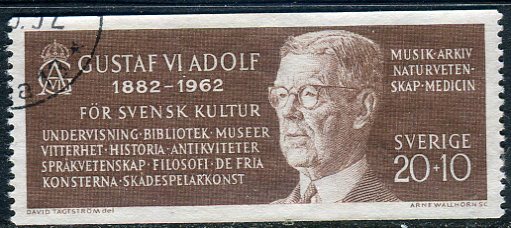 GUSTAF VI ADOLF
1882-1962
FÖR SVENSK KULTUR
UNDERVISNING·BIBLIOTEK·MUSEER
VITTERHET·HISTORIA·ANTIKVITETER
SPRÅKVETENSKAP·FILOSOFI·DE FRIA
KONSTERNA·SKÅDESPELARKONST
MUSIK·ARKIV
NATURVETEN-
SKAP·MEDICIN
SVERIGE
20+10
DAVID TÄGTSTRÖM del
ARNE WALLHORN SC